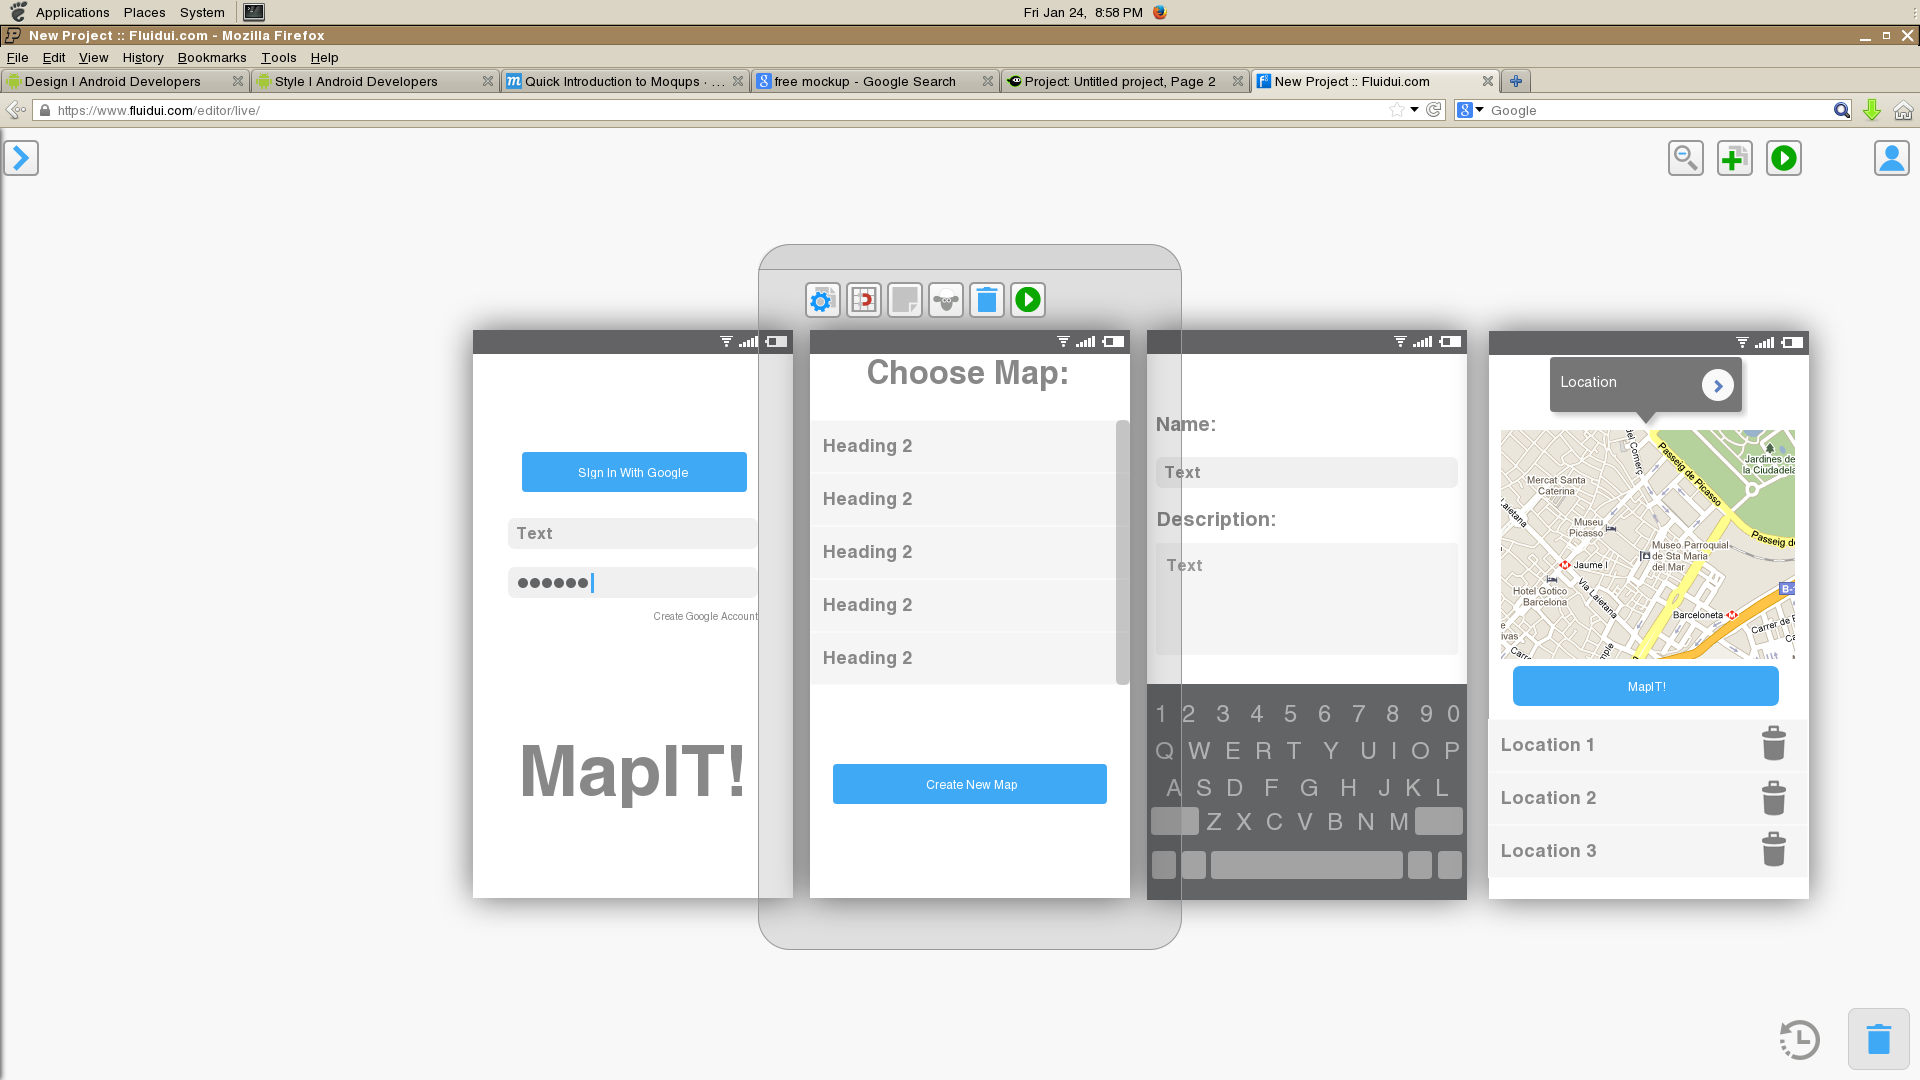 Applications Places System Fri Jan 24, 8:58 PM
New Project :: Fluidui.com - Mozilla Firefox
File Edit View History Bookmarks Tools Help
Design | Android Developers Style | Android Developers Quick Introduction to Moqups · ... free mockup - Google Search Project: Untitled project, Page 2 New Project :: Fluidui.com
https://www.fluidui.com/editor/live/ Google
SIgn In With Google
Text
Create Google Account
MapIT!
Choose Map:
Heading 2
Heading 2
Heading 2
Heading 2
Heading 2
Create New Map
Name:
Text
Description:
Text
1 2 3 4 5 6 7 8 9 0
Q W E R T Y U I O P
A S D F G H J K L
Z X C V B N M
Location
del Comerç
Passeig de Picasso
Jardines de
la Ciudadela
Mercat Santa
Caterina
Laietana
Museu
Picasso
Passeig d
Museo Parroquial
de Sta Maria
del Mar
Jaume I
Via Laietana
Hotel Gotico
Barcelona
B-
Barceloneta
Carrer de
ivas
MapIT!
Location 1
Location 2
Location 3